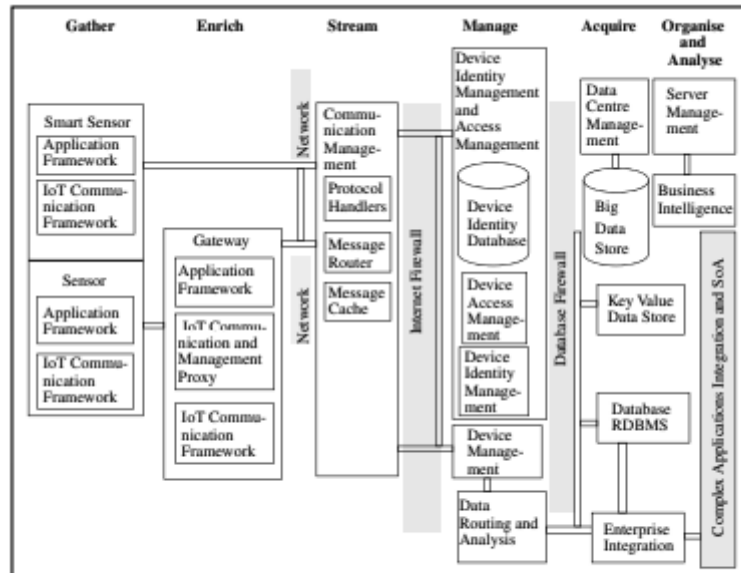 Gather
Enrich
Stream
Manage
Acquire
Organise
and
Analyse
Smart Sensor
Application
Framework
IoT Communication
Framework
Sensor
Application
Framework
IoT Communication
Framework
Gateway
Application
Framework
IoT Commu-
nication and
Management
Proxy
IoT Commu-
nication
Framework
Network
Network
Commu-
nication
Manage-
ment
Protocol
Handlers
Message
Router
Message
Cache
Internet Firewall
Device
Identity
Management
and
Access
Management
Device
Identity
Database
Device
Access
Manage-
ment
Device
Identity
Manage-
ment
Device
Manage-
ment
Data
Routing and
Analysis
Database Firewall
Data
Centre
Manage-
ment
Big
Data
Store
Key Value
Data Store
Database
RDBMS
Enterprise
Integration
Server
Manage-
ment
Business
Intelligence
Complex Applications Integration and SoA